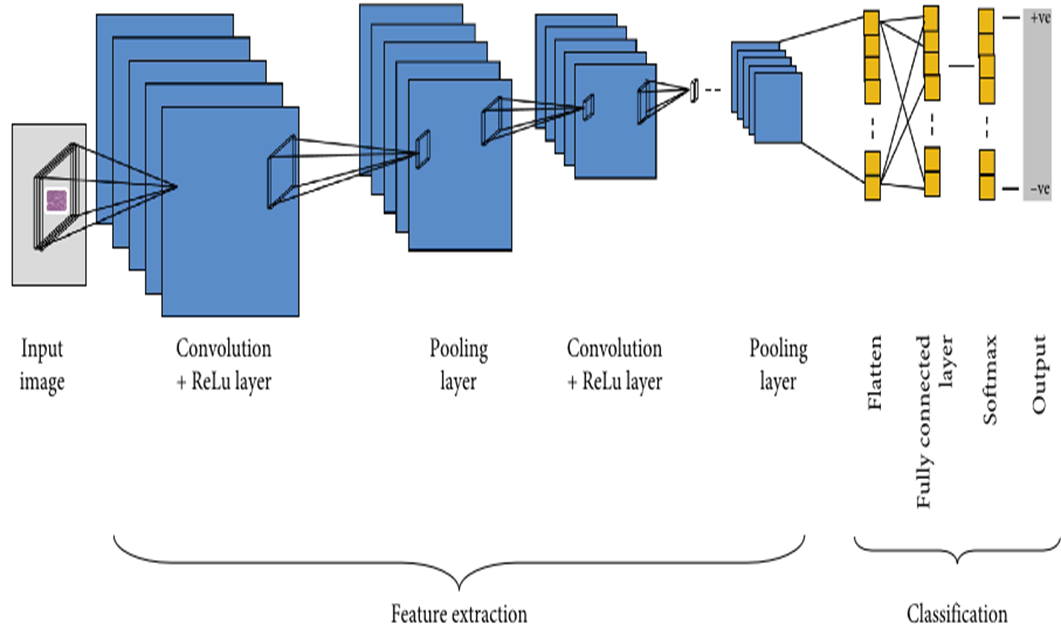 +ve
–ve
Input
image
Convolution
+ ReLu layer
Pooling
layer
Convolution
+ ReLu layer
Pooling
layer
Flatten
Fully connected
layer
Softmax
Output
Feature extraction
Classification